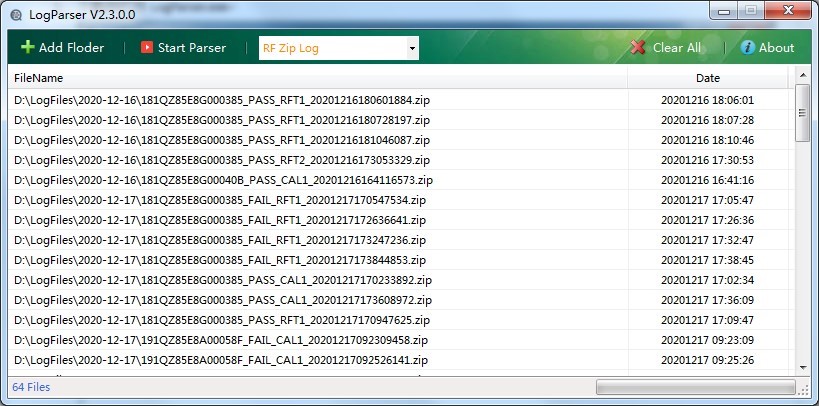 LogParser V2.3.0.0
Add Floder
Start Parser
RF Zip Log
Clear All
About
FileName Date
D:\LogFiles\2020-12-16\181QZ85E8G000385_PASS_RFT1_20201216180601884.zip 20201216 18:06:01
D:\LogFiles\2020-12-16\181QZ85E8G000385_PASS_RFT1_20201216180728197.zip 20201216 18:07:28
D:\LogFiles\2020-12-16\181QZ85E8G000385_PASS_RFT1_20201216181046087.zip 20201216 18:10:46
D:\LogFiles\2020-12-16\181QZ85E8G000385_PASS_RFT2_20201216173053329.zip 20201216 17:30:53
D:\LogFiles\2020-12-16\181QZ85E8G00040B_PASS_CAL1_20201216164116573.zip 20201216 16:41:16
D:\LogFiles\2020-12-17\181QZ85E8G000385_FAIL_RFT1_20201217170547534.zip 20201217 17:05:47
D:\LogFiles\2020-12-17\181QZ85E8G000385_FAIL_RFT1_20201217172636641.zip 20201217 17:26:36
D:\LogFiles\2020-12-17\181QZ85E8G000385_FAIL_RFT1_20201217173247236.zip 20201217 17:32:47
D:\LogFiles\2020-12-17\181QZ85E8G000385_FAIL_RFT1_20201217173844853.zip 20201217 17:38:45
D:\LogFiles\2020-12-17\181QZ85E8G000385_PASS_CAL1_20201217170233892.zip 20201217 17:02:34
D:\LogFiles\2020-12-17\181QZ85E8G000385_PASS_CAL1_20201217173608972.zip 20201217 17:36:09
D:\LogFiles\2020-12-17\181QZ85E8G000385_PASS_RFT1_20201217170947625.zip 20201217 17:09:47
D:\LogFiles\2020-12-17\191QZ85E8A00058F_FAIL_CAL1_20201217092309458.zip 20201217 09:23:09
D:\LogFiles\2020-12-17\191QZ85E8A00058F_FAIL_CAL1_20201217092526141.zip 20201217 09:25:26
64 Files